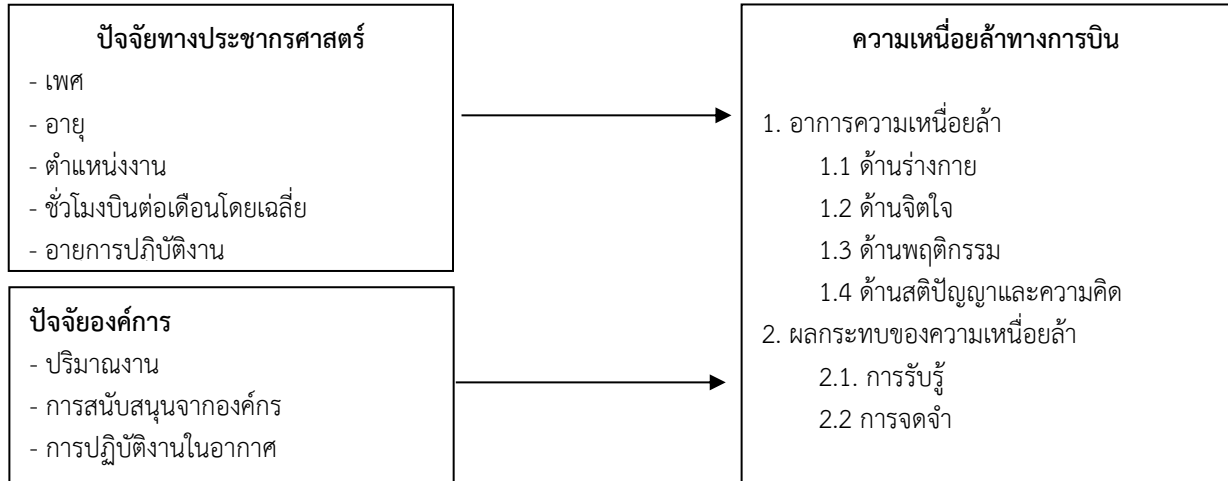 ปัจจัยทางประชากรศาสตร์
- เพศ
- อายุ
- ตำแหน่งงาน
- ชั่วโมงบินต่อเดือนโดยเฉลี่ย
- อายการปฏิบัติงาน
ปัจจัยองค์การ
- ปริมาณงาน
- การสนับสนุนจากองค์กร
- การปฏิบัติงานในอากาศ
ความเหนื่อยล้าทางการบิน
1. อาการความเหนื่อยล้า
1.1 ด้านร่างกาย
1.2 ด้านจิตใจ
1.3 ด้านพฤติกรรม
1.4 ด้านสติปัญญาและความคิด
2. ผลกระทบของความเหนื่อยล้า
2.1. การรับรู้
2.2 การจดจำ